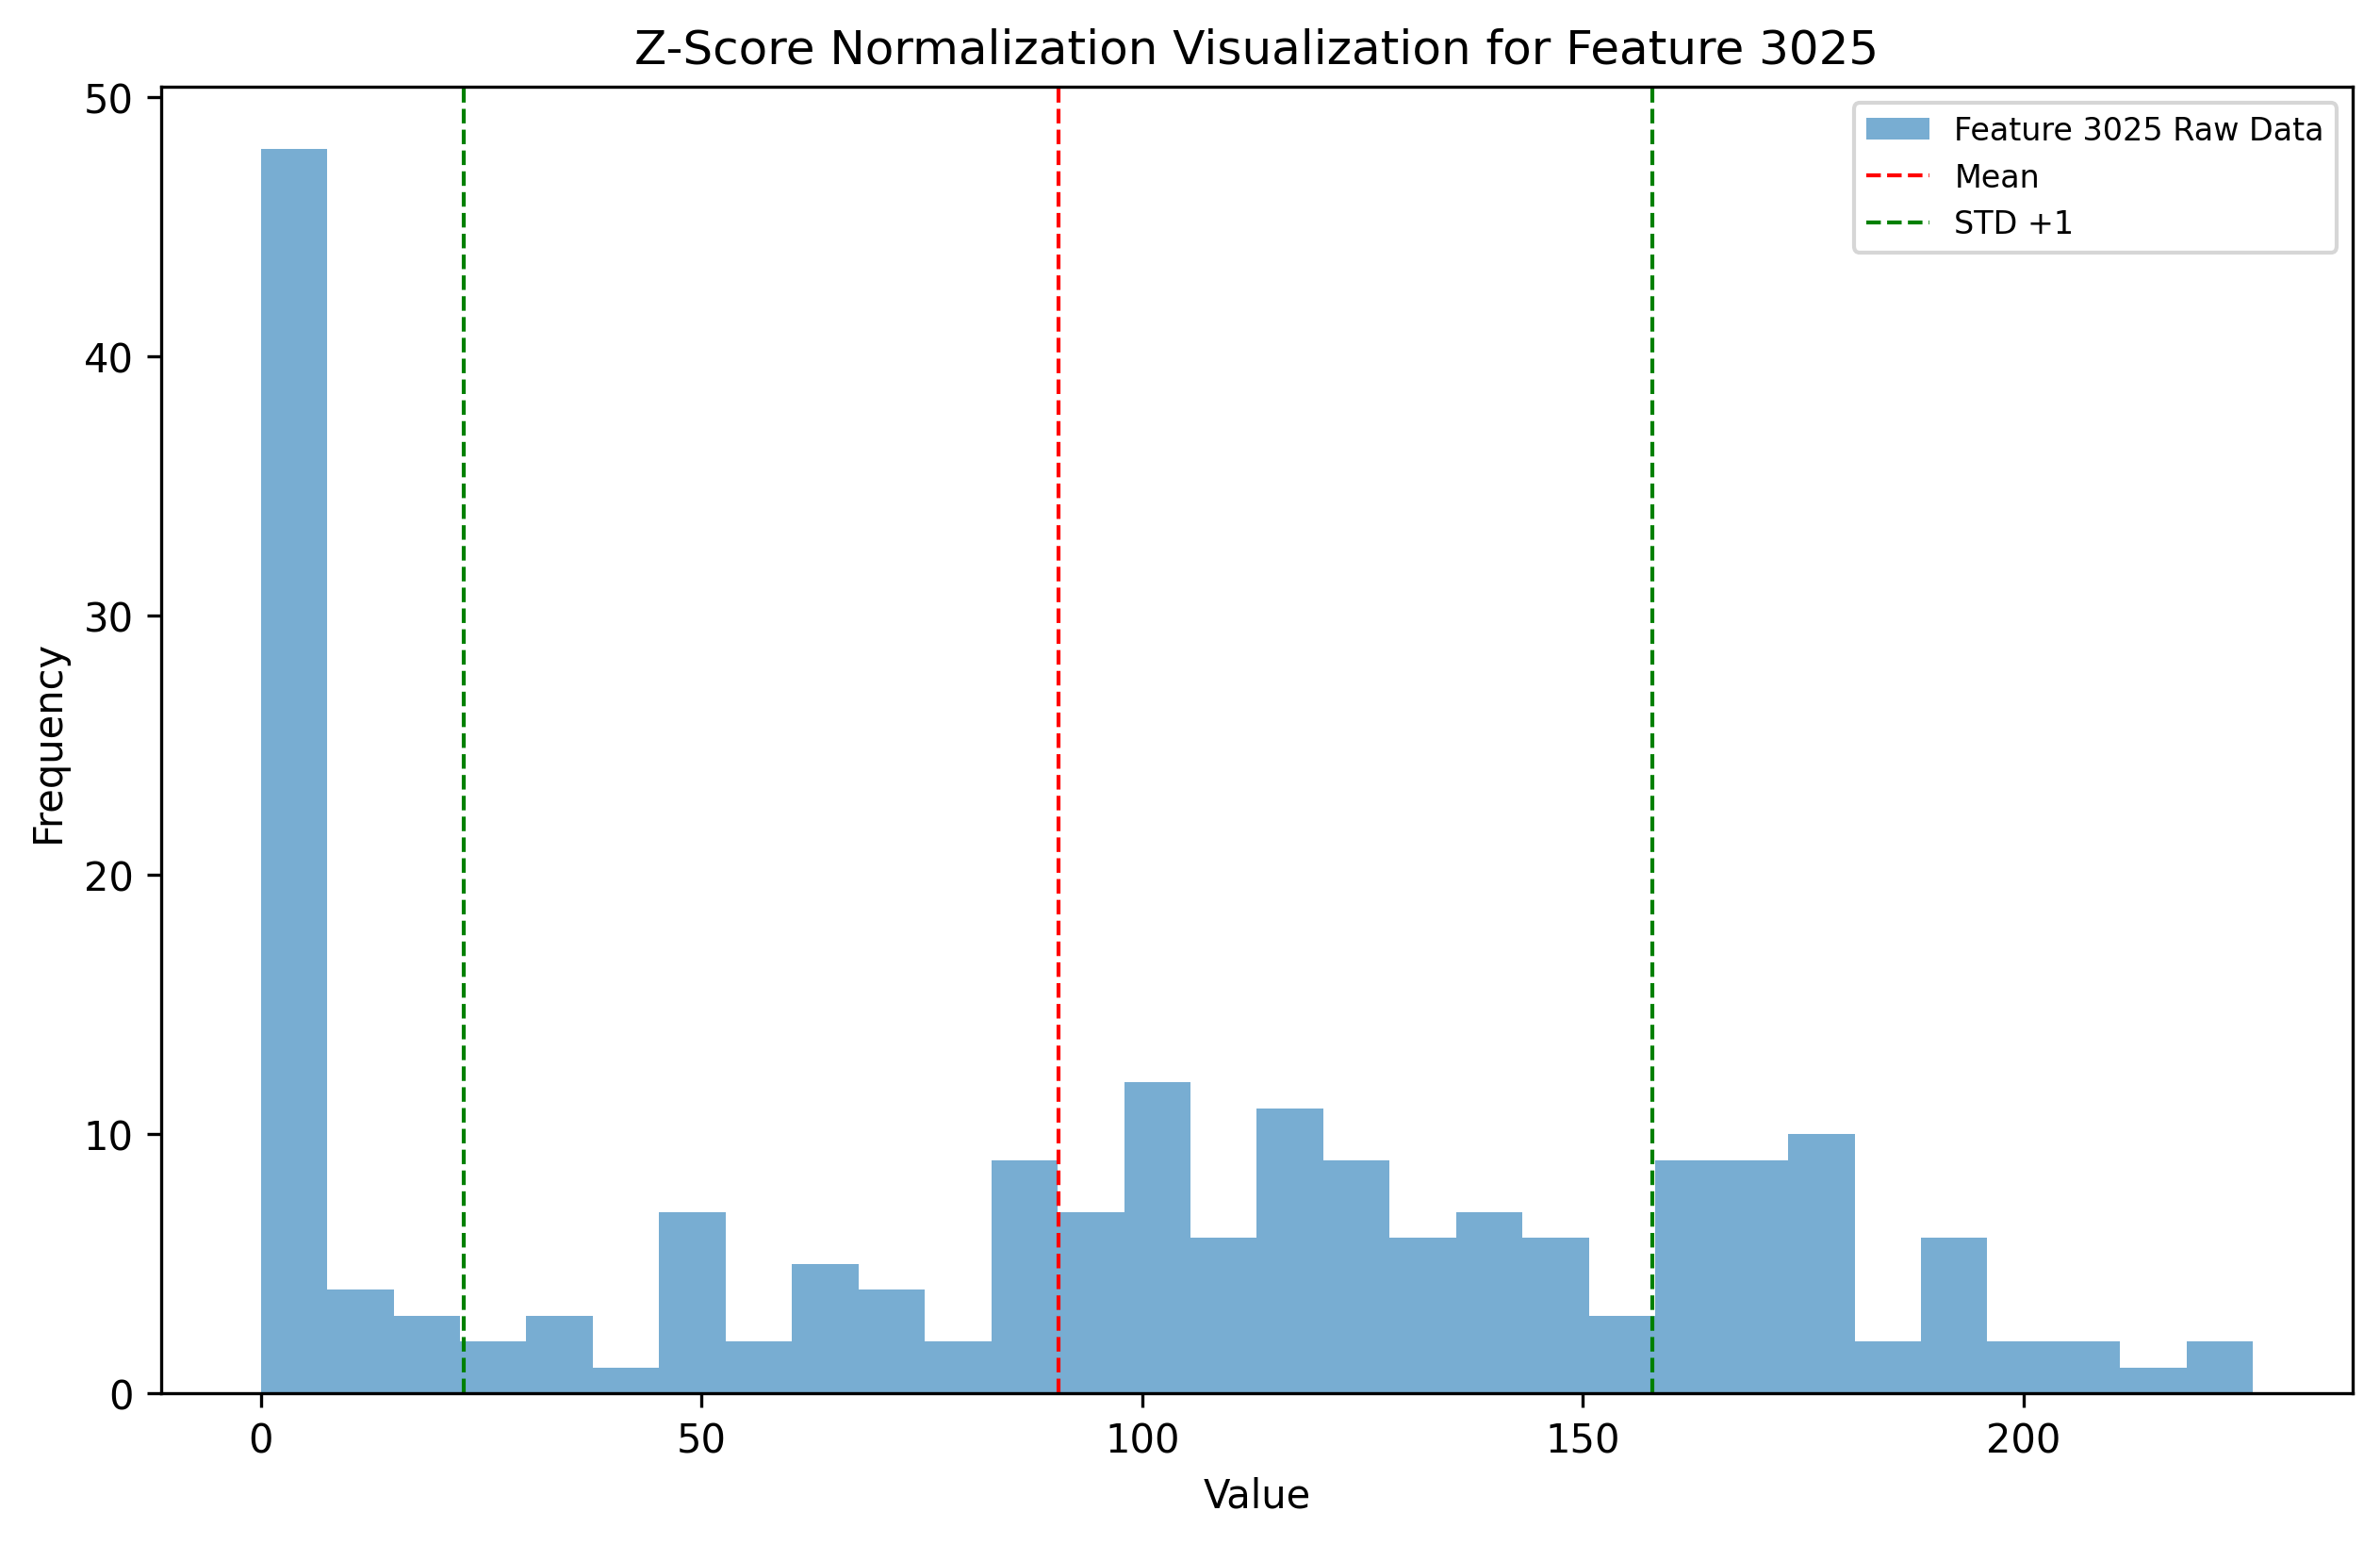 Z-Score Normalization Visualization for Feature 3025
Feature 3025 Raw Data
Mean
STD +1
50
40
30
20
10
0
Frequency
0 50 100 150 200
Value